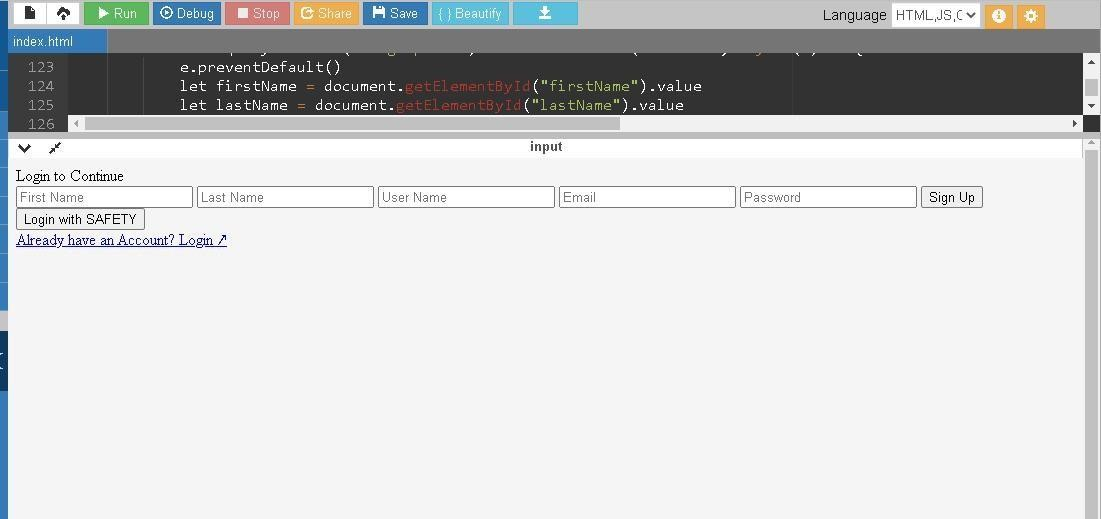 Run Debug Stop Share Save { } Beautify Language HTML,JS,C
index.html
123 e.preventDefault()
124 let firstName = document.getElementById("firstName").value
125 let lastName = document.getElementById("lastName").value
126
input
Login to Continue
First Name Last Name User Name Email Password Sign Up
Login with SAFETY
Already have an Account? Login ↗